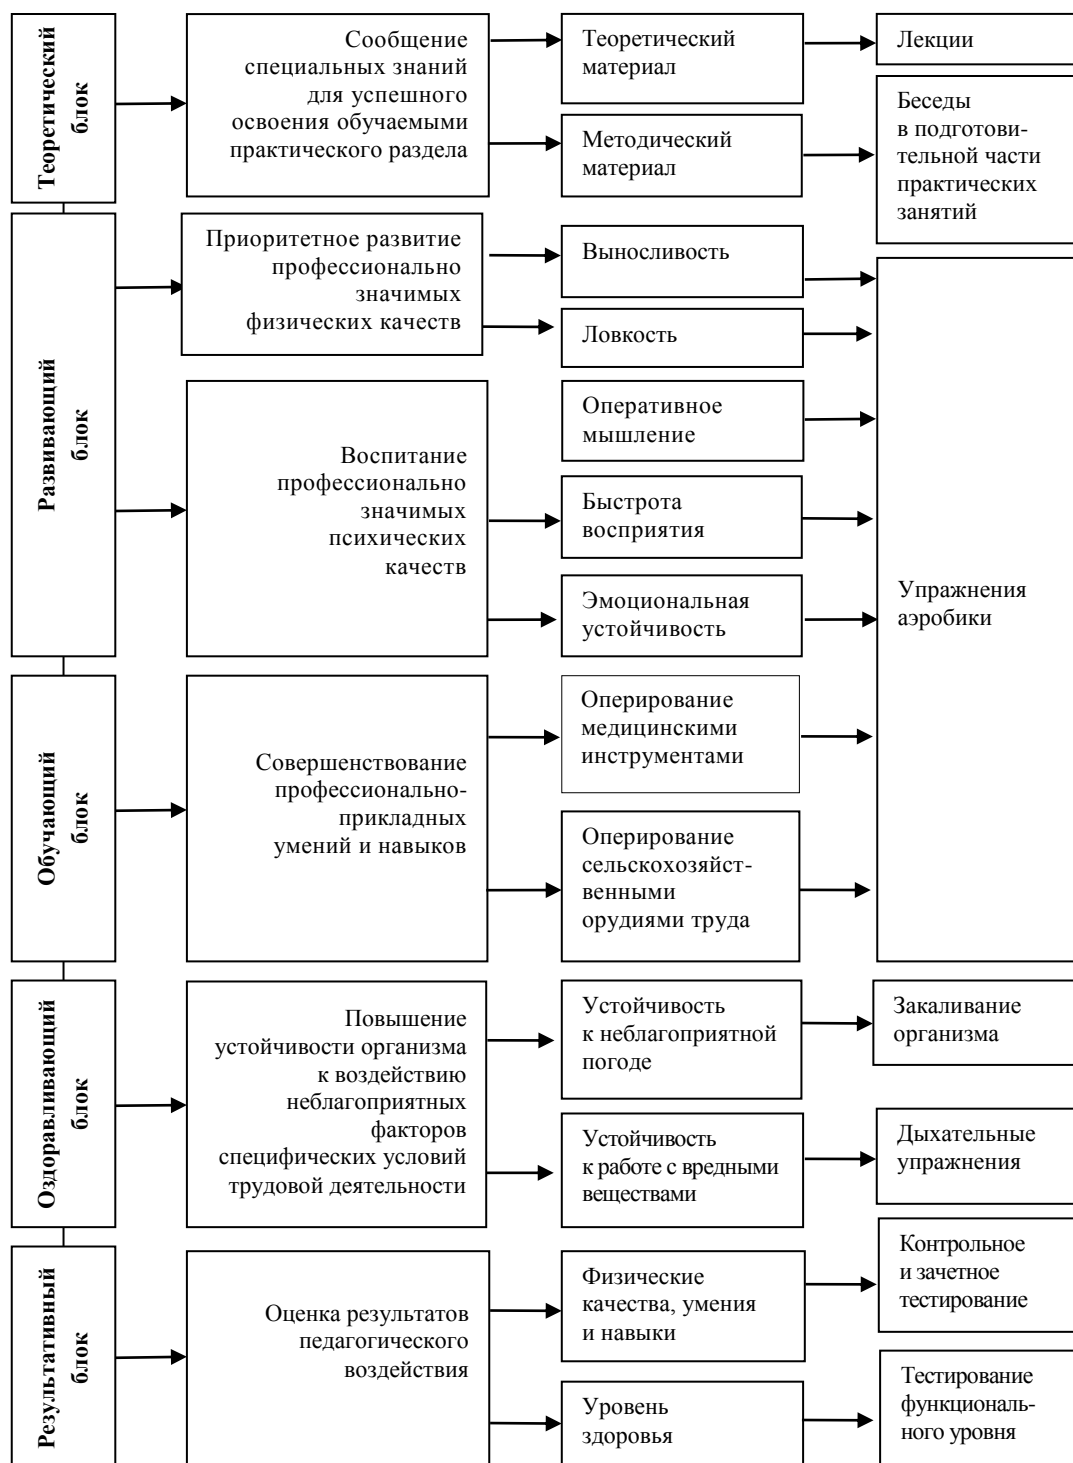 Теоретический
блок
Сообщение
специальных знаний
для успешного
освоения обучаемыми
практического раздела
Теоретический
материал
Лекции
Методический
материал
Беседы
в подготови-
тельной части
практических
занятий
Развивающий
блок
Приоритетное развитие
профессионально
значимых
физических качеств
Выносливость
Ловкость
Воспитание
профессионально
значимых
психических
качеств
Оперативное
мышление
Быстрота
восприятия
Эмоциональная
устойчивость
Упражнения
аэробики
Обучающий
блок
Совершенствование
профессионально-
прикладных
умений и навыков
Оперирование
медицинскими
инструментами
Оперирование
сельскохозяйст-
венными
орудиями труда
Оздоравливающий
блок
Повышение
устойчивости организма
к воздействию
неблагоприятных
факторов
специфических условий
трудовой деятельности
Устойчивость
к неблагоприятной
погоде
Закаливание
организма
Устойчивость
к работе с вредными
веществами
Дыхательные
упражнения
Результативный
блок
Оценка результатов
педагогического
воздействия
Физические
качества, умения
и навыки
Контрольное
и зачетное
тестирование
Уровень
здоровья
Тестирование
функциональ-
ного уровня